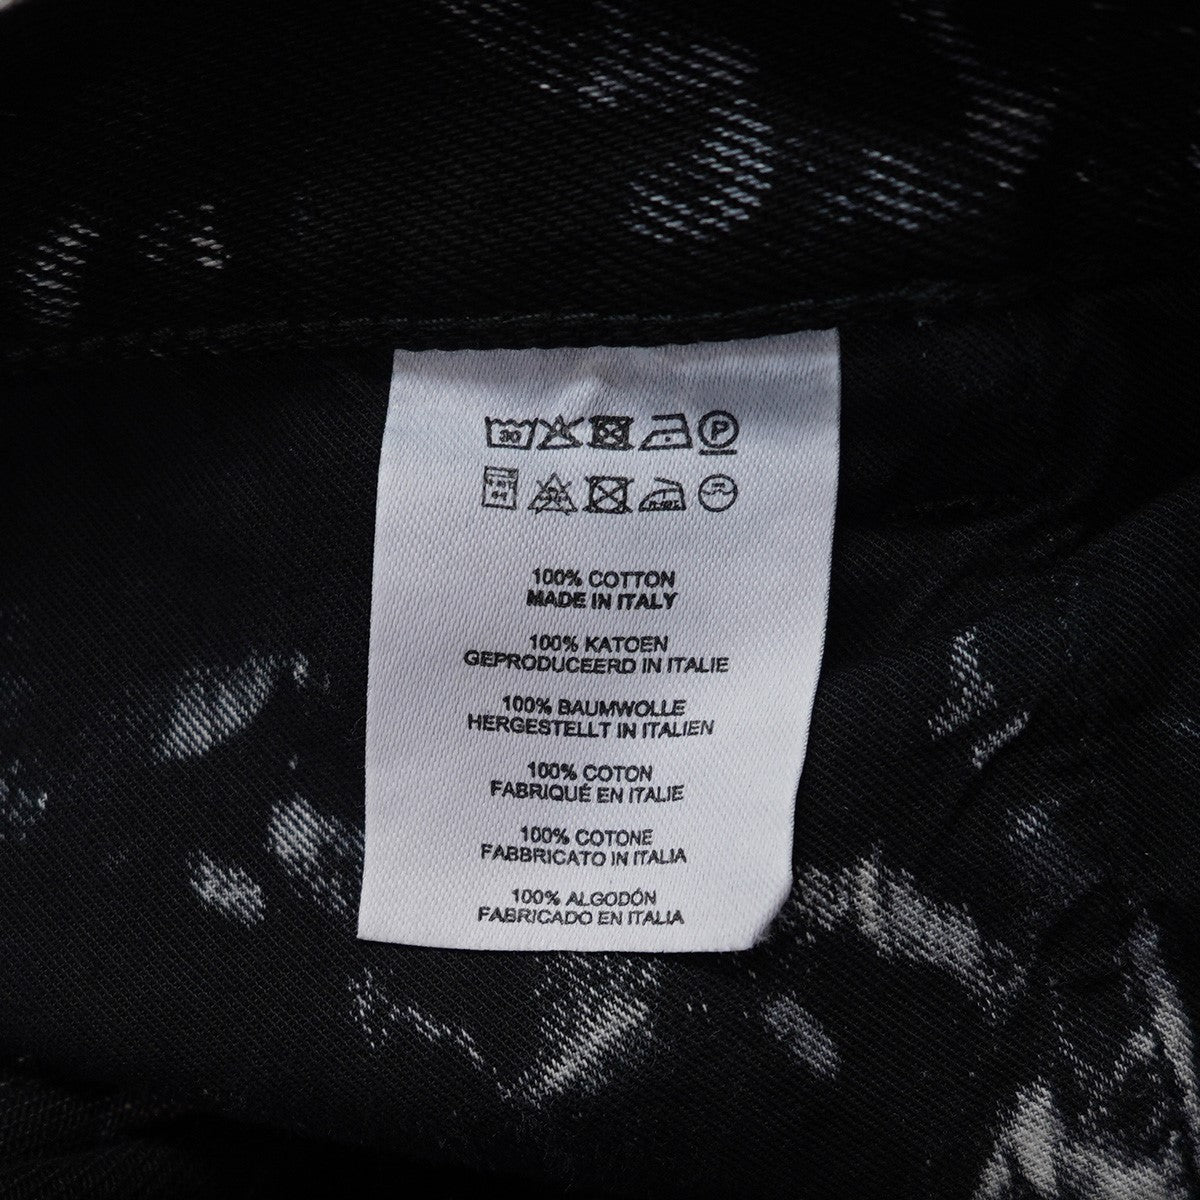 30 P
100% COTTON
MADE IN ITALY
100% KATOEN
GEPRODUCEERD IN ITALIE
100% BAUMWOLLE
HERGESTELLT IN ITALIEN
100% COTON
FABRIQUÉ EN ITALIE
100% COTONE
FABBRICATO IN ITALIA
100% ALGODÓN
FABRICADO EN ITALIA